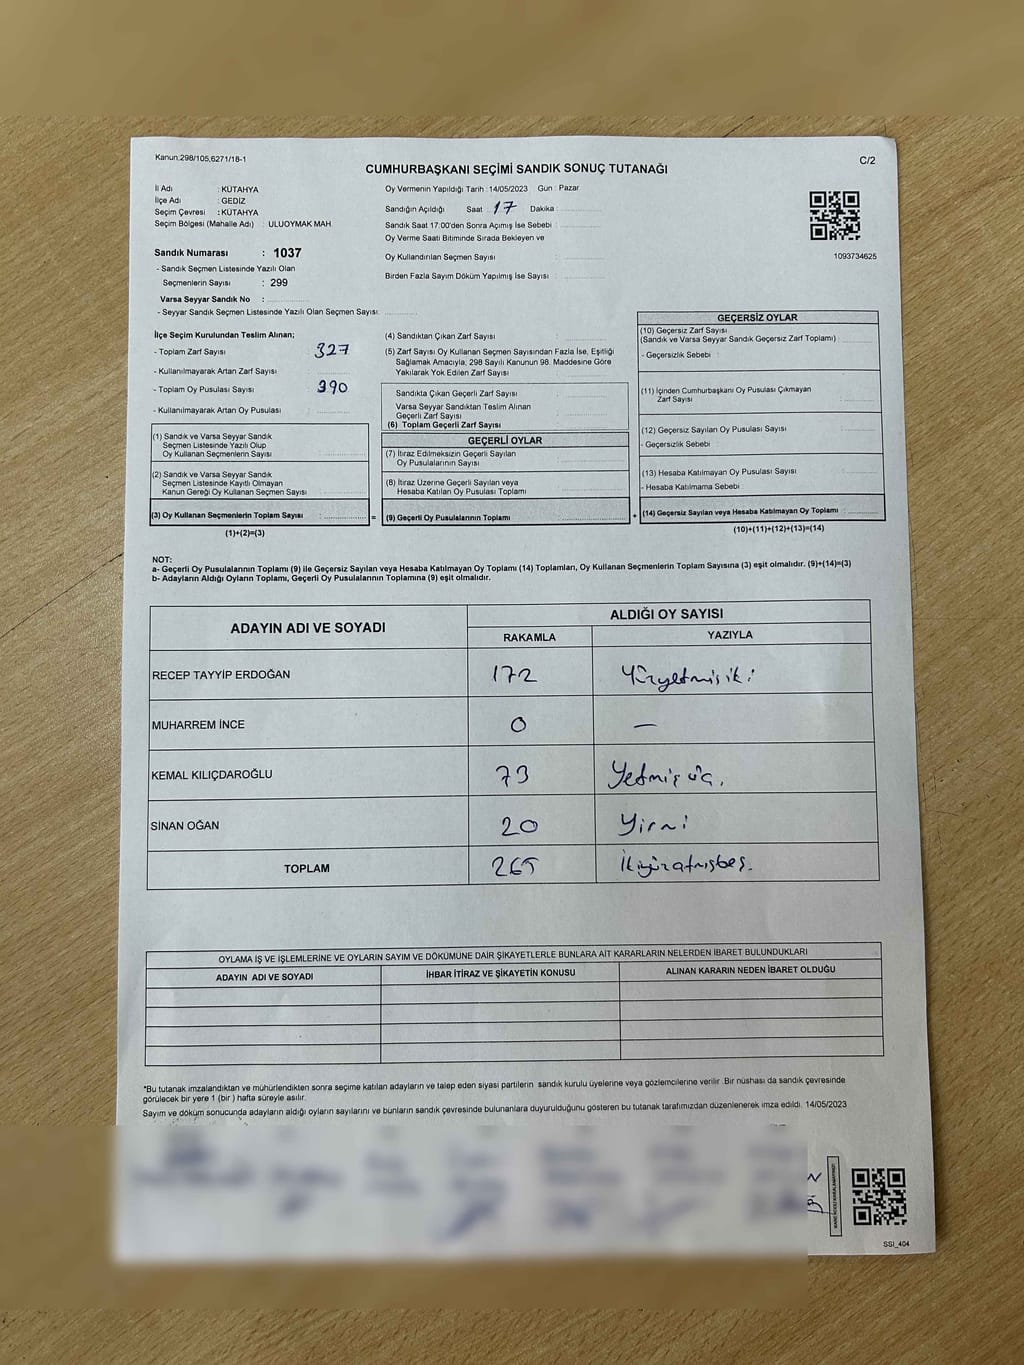 Kanun:298/105,6271/18-1
C/2
CUMHURBAŞKANI SEÇİMİ SANDIK SONUÇ TUTANAĞI
İl Adı : KÜTAHYA
İlçe Adı : GEDİZ
Seçim Çevresi : KÜTAHYA
Seçim Bölgesi (Mahalle Adı) : ULUOYMAK MAH.
Sandık Numarası : 1037
- Sandık Seçmen Listesinde Yazılı Olan
Seçmenlerin Sayısı : 299
Varsa Seyyar Sandık No :
- Seyyar Sandık Seçmen Listesinde Yazılı Olan Seçmen Sayısı:
Oy Vermenin Yapıldığı Tarih : 14/05/2023 Gün : Pazar
Sandığın Açıldığı Saat : 17 Dakika :
Sandık Saat 17:00'den Sonra Açımış İse Sebebi :
Oy Verme Saati Bitiminde Sırada Bekleyen ve
Oy Kullandırılan Seçmen Sayısı :
Birden Fazla Sayım Döküm Yapılmış İse Sayısı :
1093734625
İlçe Seçim Kurulundan Teslim Alınan;
- Toplam Zarf Sayısı : 327
- Kullanılmayarak Artan Zarf Sayısı :
- Toplam Oy Pusulası Sayısı : 390
- Kullanılmayarak Artan Oy Pusulası :
(1) Sandık ve Varsa Seyyar Sandık
Seçmen Listesinde Yazılı Olup
Oy Kullanan Seçmenlerin Sayısı :
(2) Sandık ve Varsa Seyyar Sandık
Seçmen Listesinde Kayıtlı Olmayan
Kanun Gereği Oy Kullanan Seçmen Sayısı :
(3) Oy Kullanan Seçmenlerin Toplam Sayısı :
(1)+(2)=(3)
=
(4) Sandıktan Çıkan Zarf Sayısı :
(5) Zarf Sayısı Oy Kullanan Seçmen Sayısından Fazla İse, Eşitliği
Sağlamak Amacıyla, 298 Sayılı Kanunun 98. Maddesine Göre
Yakılarak Yok Edilen Zarf Sayısı :
Sandıkta Çıkan Geçerli Zarf Sayısı :
Varsa Seyyar Sandıktan Teslim Alınan
Geçerli Zarf Sayısı :
(6) Toplam Geçerli Zarf Sayısı :
GEÇERLİ OYLAR
(7) İtiraz Edilmeksizin Geçerli Sayılan
Oy Pusulalarının Sayısı :
(8) İtiraz Üzerine Geçerli Sayılan veya
Hesaba Katılan Oy Pusulası Toplamı :
(9) Geçerli Oy Pusulalarının Toplamı :
+
GEÇERSİZ OYLAR
(10) Geçersiz Zarf Sayısı
(Sandık ve Varsa Seyyar Sandık Geçersiz Zarf Toplamı) :
- Geçersizlik Sebebi :
(11) İçinden Cumhurbaşkanı Oy Pusulası Çıkmayan
Zarf Sayısı :
(12) Geçersiz Sayılan Oy Pusulası Sayısı :
- Geçersizlik Sebebi :
(13) Hesaba Katılmayan Oy Pusulası Sayısı :
- Hesaba Katılmama Sebebi :
(14) Geçersiz Sayılan veya Hesaba Katılmayan Oy Toplamı :
(10)+(11)+(12)+(13)=(14)
NOT:
a- Geçerli Oy Pusulalarının Toplamı (9) ile Geçersiz Sayılan veya Hesaba Katılmayan Oy Toplamı (14) Toplamları, Oy Kullanan Seçmenlerin Toplam Sayısına (3) eşit olmalıdır. (9)+(14)=(3)
b- Adayların Aldığı Oyların Toplamı, Geçerli Oy Pusulalarının Toplamına (9) eşit olmalıdır.
ADAYIN ADI VE SOYADI ALDIĞI OY SAYISI
RAKAMLA YAZIYLA
RECEP TAYYİP ERDOĞAN 172 Yüzyetmişiki
MUHARREM İNCE 0 —
KEMAL KILIÇDAROĞLU 73 Yetmişüç.
SİNAN OĞAN 20 Yirmi
TOPLAM 265 İkiyüzatmışbeş.
OYLAMA İŞ VE İŞLEMLERİNE VE OYLARIN SAYIM VE DÖKÜMÜNE DAİR ŞİKAYETLERLE BUNLARA AİT KARARLARIN NELERDEN İBARET BULUNDUKLARI
ADAYIN ADI VE SOYADI İHBAR İTİRAZ VE ŞİKAYETİN KONUSU ALINAN KARARIN NEDEN İBARET OLDUĞU
*Bu tutanak imzalandıktan ve mühürlendikten sonra seçime katılan adayların ve talep eden siyasi partilerin sandık kurulu üyelerine veya gözlemcilerine verilir .Bir nüshası da sandık çevresinde
görülecek bir yere 1 (bir ) hafta süreyle asılır.
Sayım ve döküm sonucunda adayların aldığı oyların sayılarını ve bunların sandık çevresinde bulunanlara duyurulduğunu gösteren bu tutanak tarafımızdan düzenlenerek imza edildi. 14/05/2023
SSI_404